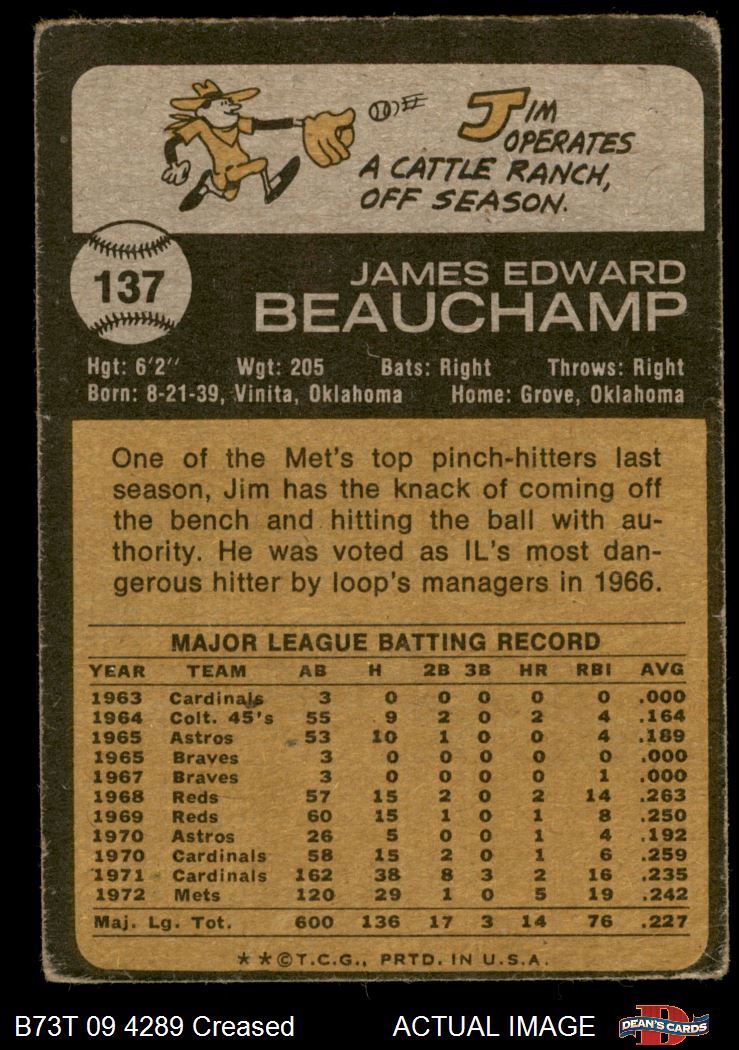 JIM
OPERATES
A CATTLE RANCH,
OFF SEASON.
137
JAMES EDWARD
BEAUCHAMP
Hgt: 6'2" Wgt: 205 Bats: Right Throws: Right
Born: 8-21-39, Vinita, Oklahoma Home: Grove, Oklahoma
One of the Met's top pinch-hitters last
season, Jim has the knack of coming off
the bench and hitting the ball with au-
thority. He was voted as IL's most dan-
gerous hitter by loop's managers in 1966.
MAJOR LEAGUE BATTING RECORD
YEAR TEAM AB H 2B 3B HR RBI AVG
1963 Cardinals 3 0 0 0 0 0 .000
1964 Colt. 45's 55 9 2 0 2 4 .164
1965 Astros 53 10 1 0 0 4 .189
1965 Braves 3 0 0 0 0 0 .000
1967 Braves 3 0 0 0 0 1 .000
1968 Reds 57 15 2 0 2 14 .263
1969 Reds 60 15 1 0 1 8 .250
1970 Astros 26 5 0 0 1 4 .192
1970 Cardinals 58 15 2 0 1 6 .259
1971 Cardinals 162 38 8 3 2 16 .235
1972 Mets 120 29 1 0 5 19 .242
Maj. Lg. Tot. 600 136 17 3 14 76 .227
★★©T.C.G., PRTD. IN U.S.A.
B73T 09 4289 Creased ACTUAL IMAGE
D
DEAN'S CARDS